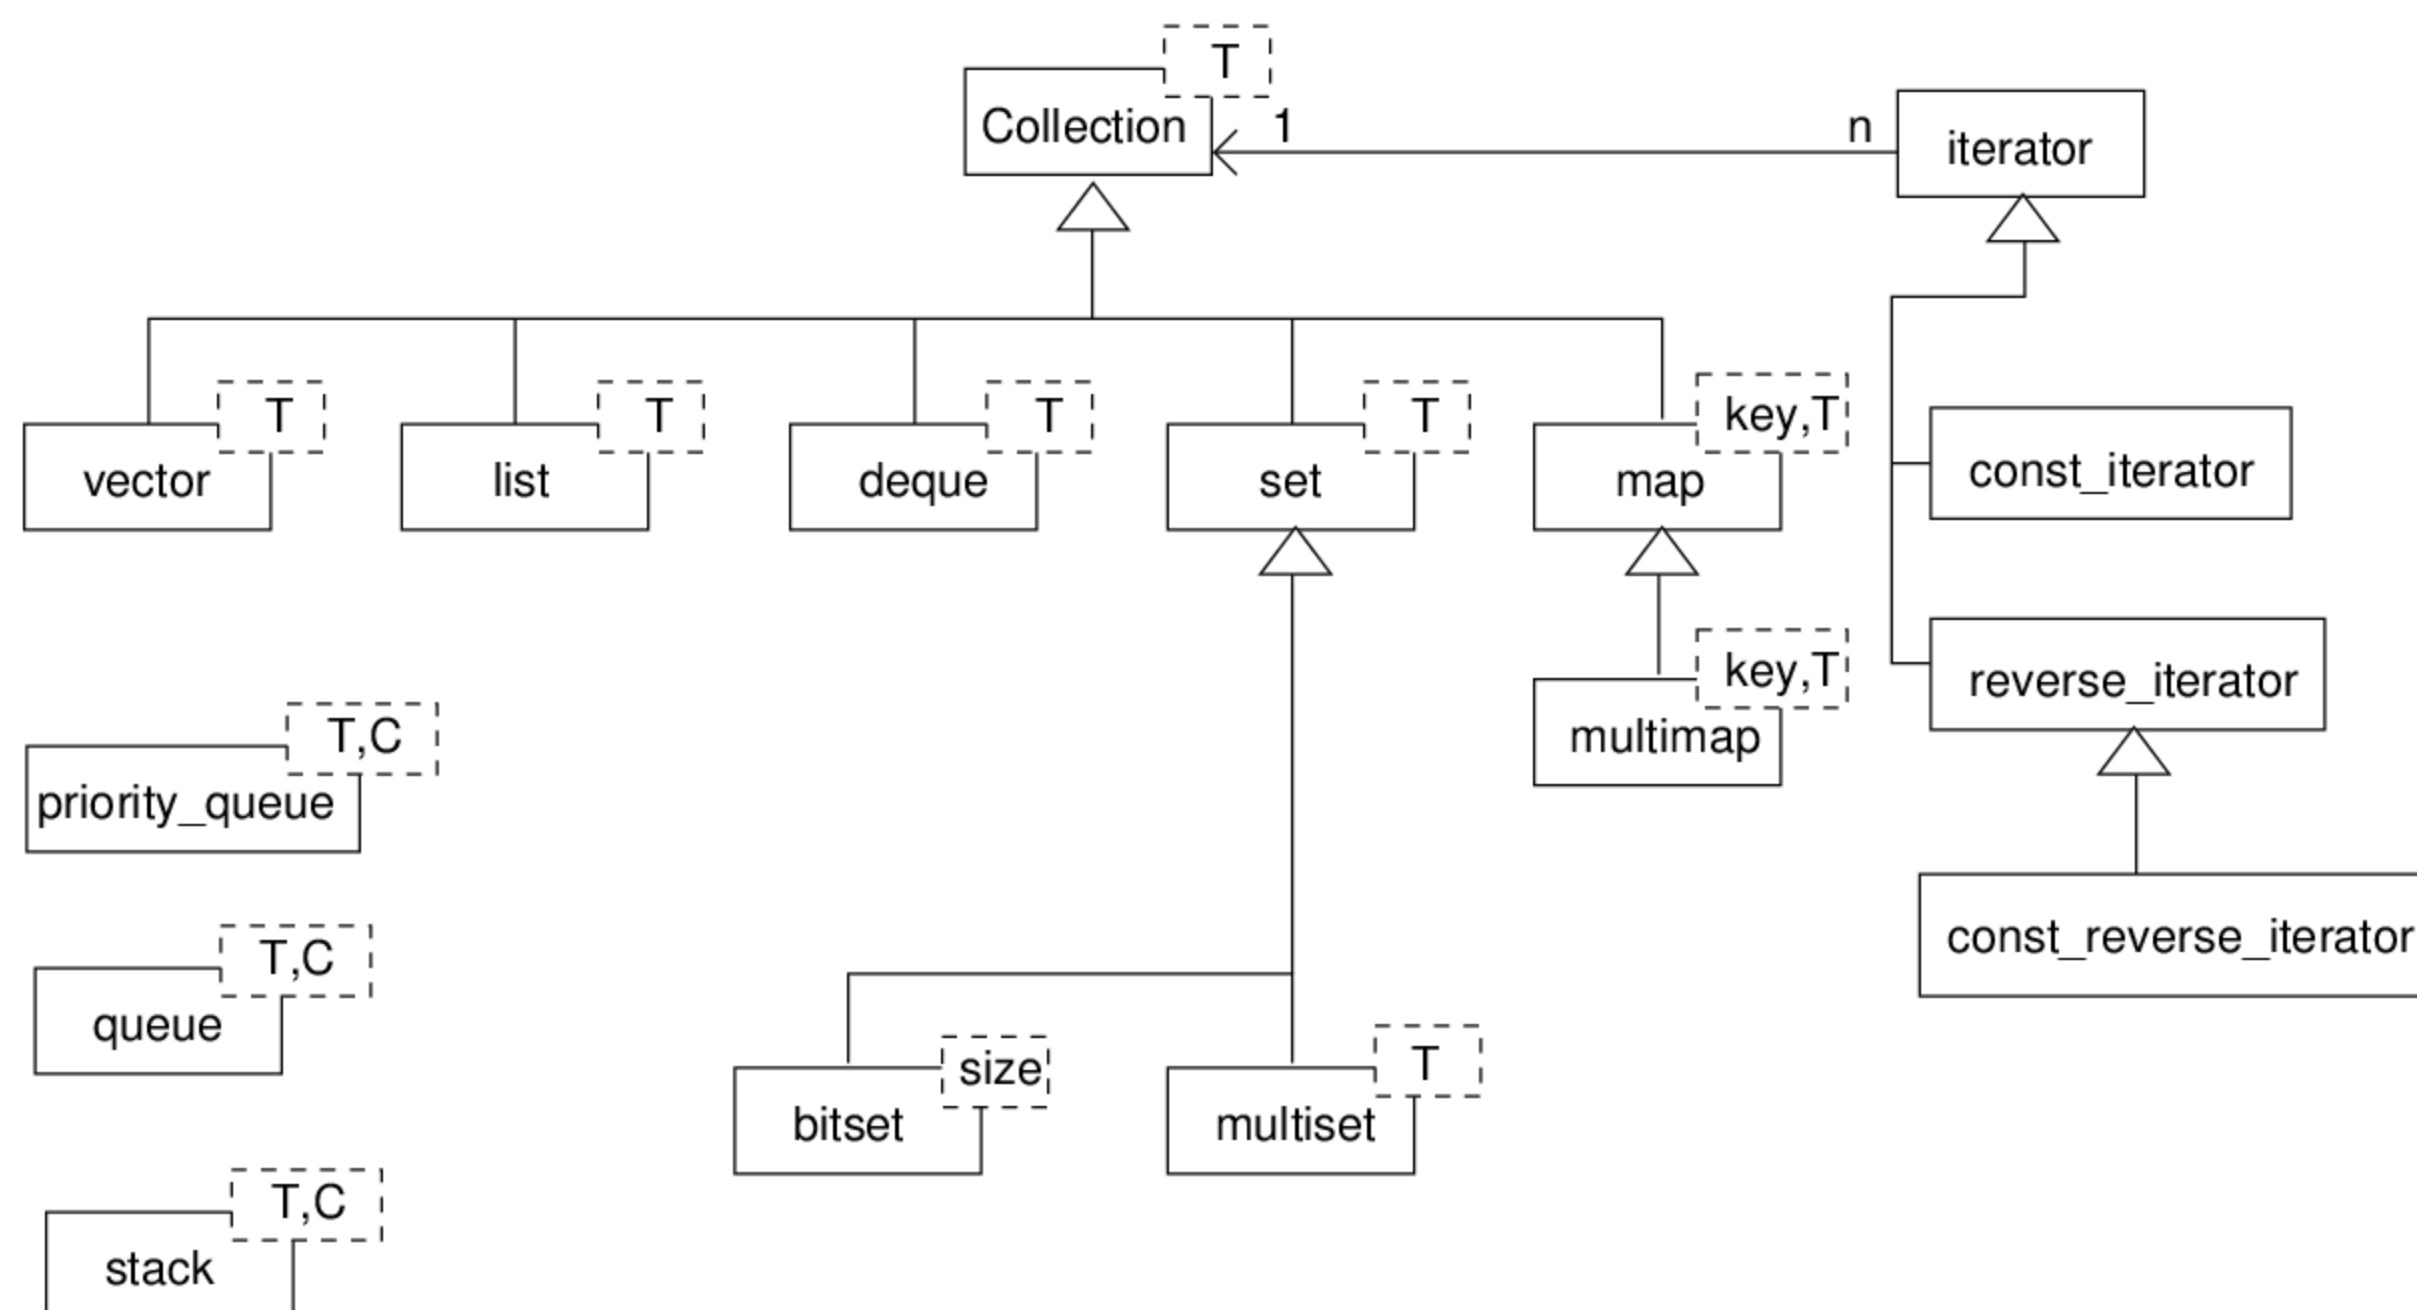 T
Collection
1
n
iterator
T
T
T
T
key,T
vector
list
deque
set
map
const_iterator
key,T
multimap
reverse_iterator
T,C
priority_queue
const_reverse_iterator
T,C
queue
size
T
bitset
multiset
T,C
stack